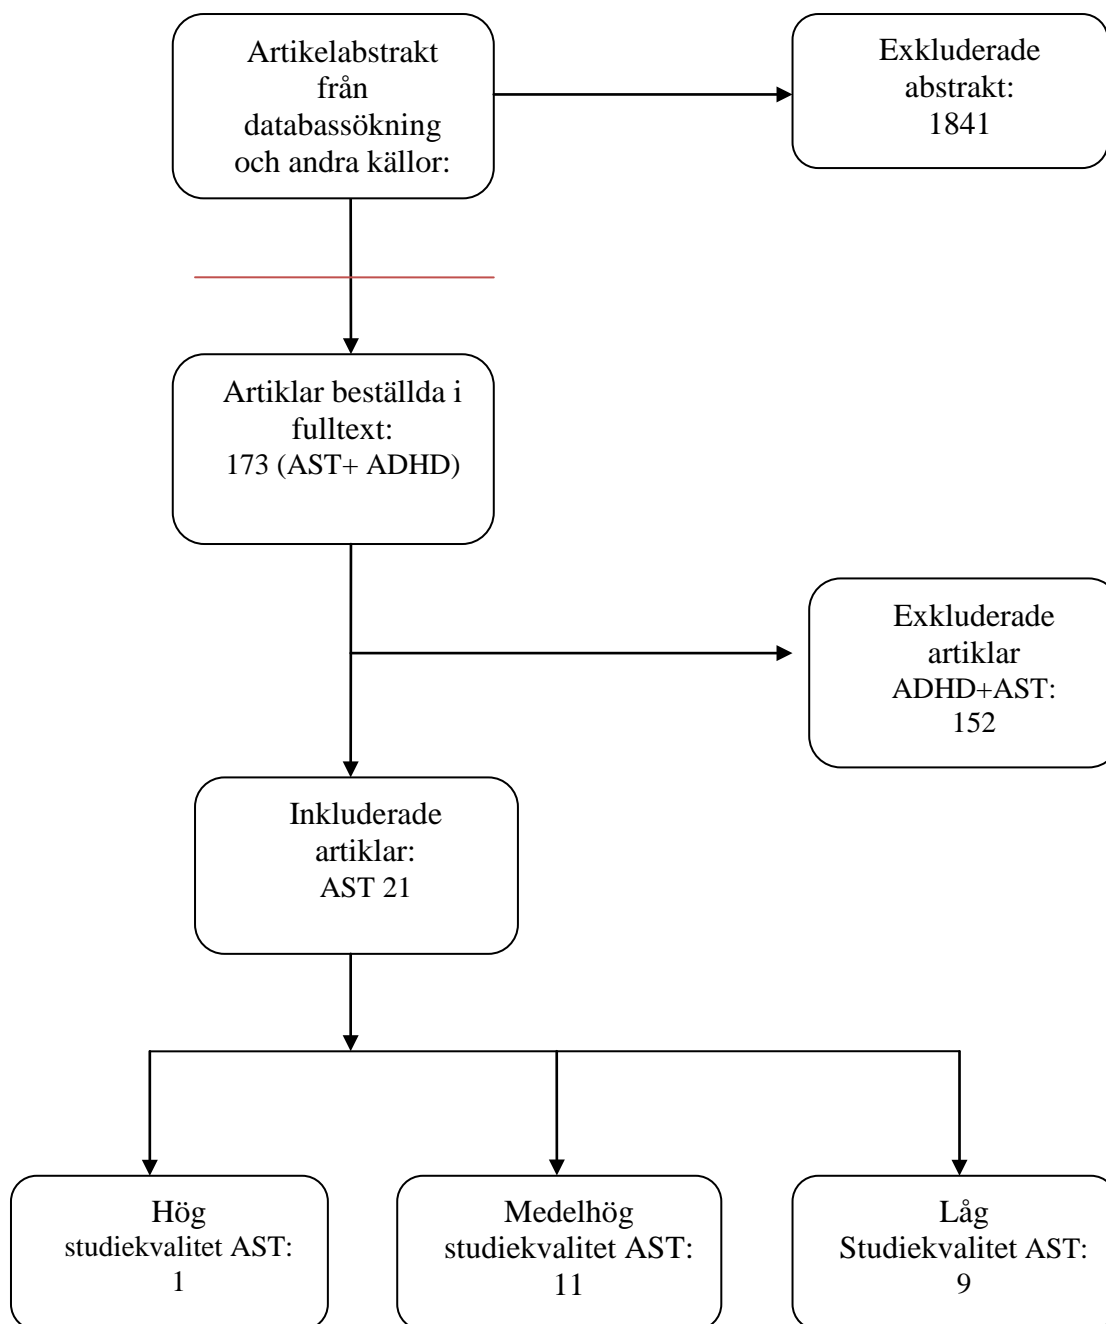 Artikelabstrakt
från
databassökning
och andra källor:
Exkluderade
abstrakt:
1841
Artiklar beställda i
fulltext:
173 (AST+ ADHD)
Exkluderade
artiklar
ADHD+AST:
152
Inkluderade
artiklar:
AST 21
Hög
studiekvalitet AST:
1
Medelhög
studiekvalitet AST:
11
Låg
Studiekvalitet AST:
9